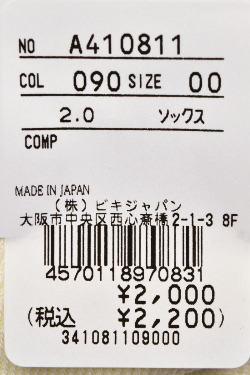 NO A410811
COL 090 SIZE 00
2.0 ソックス
COMP
MADE IN JAPAN
(株)ビキジャパン
大阪市中央区西心斎橋2-1-3 8F
4570118970831
¥2,000
(税込 ¥2,200)
341081109000